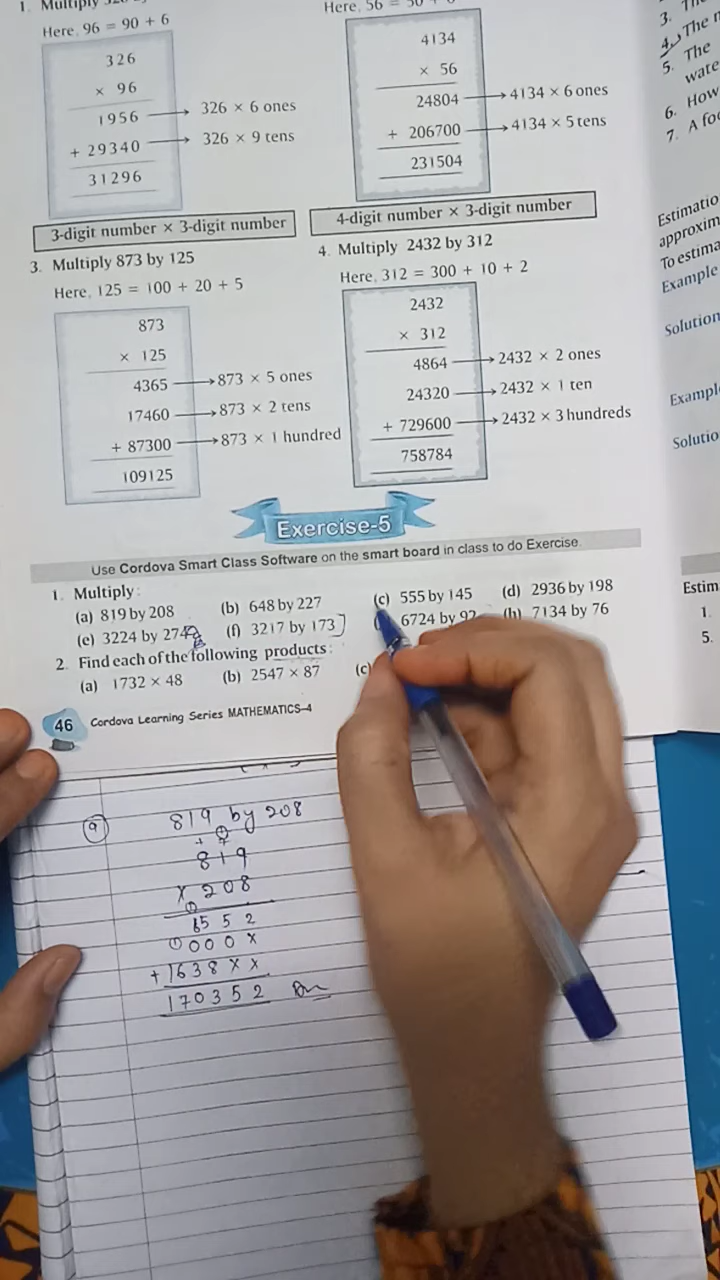 1. Multiply
Here, 96 = 90 + 6
326
× 96
1956 → 326 × 6 ones
+ 29340 → 326 × 9 tens
31296
Here, 56 = 50 +
4134
× 56
24804 → 4134 × 6 ones
+ 206700 → 4134 × 5 tens
231504
3-digit number × 3-digit number
3. Multiply 873 by 125
Here, 125 = 100 + 20 + 5
873
× 125
4365 → 873 × 5 ones
17460 → 873 × 2 tens
+ 87300 → 873 × 1 hundred
109125
4-digit number × 3-digit number
4. Multiply 2432 by 312
Here, 312 = 300 + 10 + 2
2432
× 312
4864 → 2432 × 2 ones
24320 → 2432 × 1 ten
+ 729600 → 2432 × 3 hundreds
758784
Exercise-5
Use Cordova Smart Class Software on the smart board in class to do Exercise.
1. Multiply:
(a) 819 by 208 (b) 648 by 227 (c) 555 by 145 (d) 2936 by 198
(e) 3224 by 274 (f) 3217 by 173 6724 by 92 (h) 7134 by 76
2. Find each of the following products:
(a) 1732 × 48 (b) 2547 × 87 (c)
46 Cordova Learning Series MATHEMATICS-4
3.
4. The
5. The
wate
6. How
7. A foo
Estimatio
approxim
To estima
Example
Solution
Exampl
Solutio
Estim
1.
5.
819 by 208
819
× 208
6552
000×
+ 1638××
170352